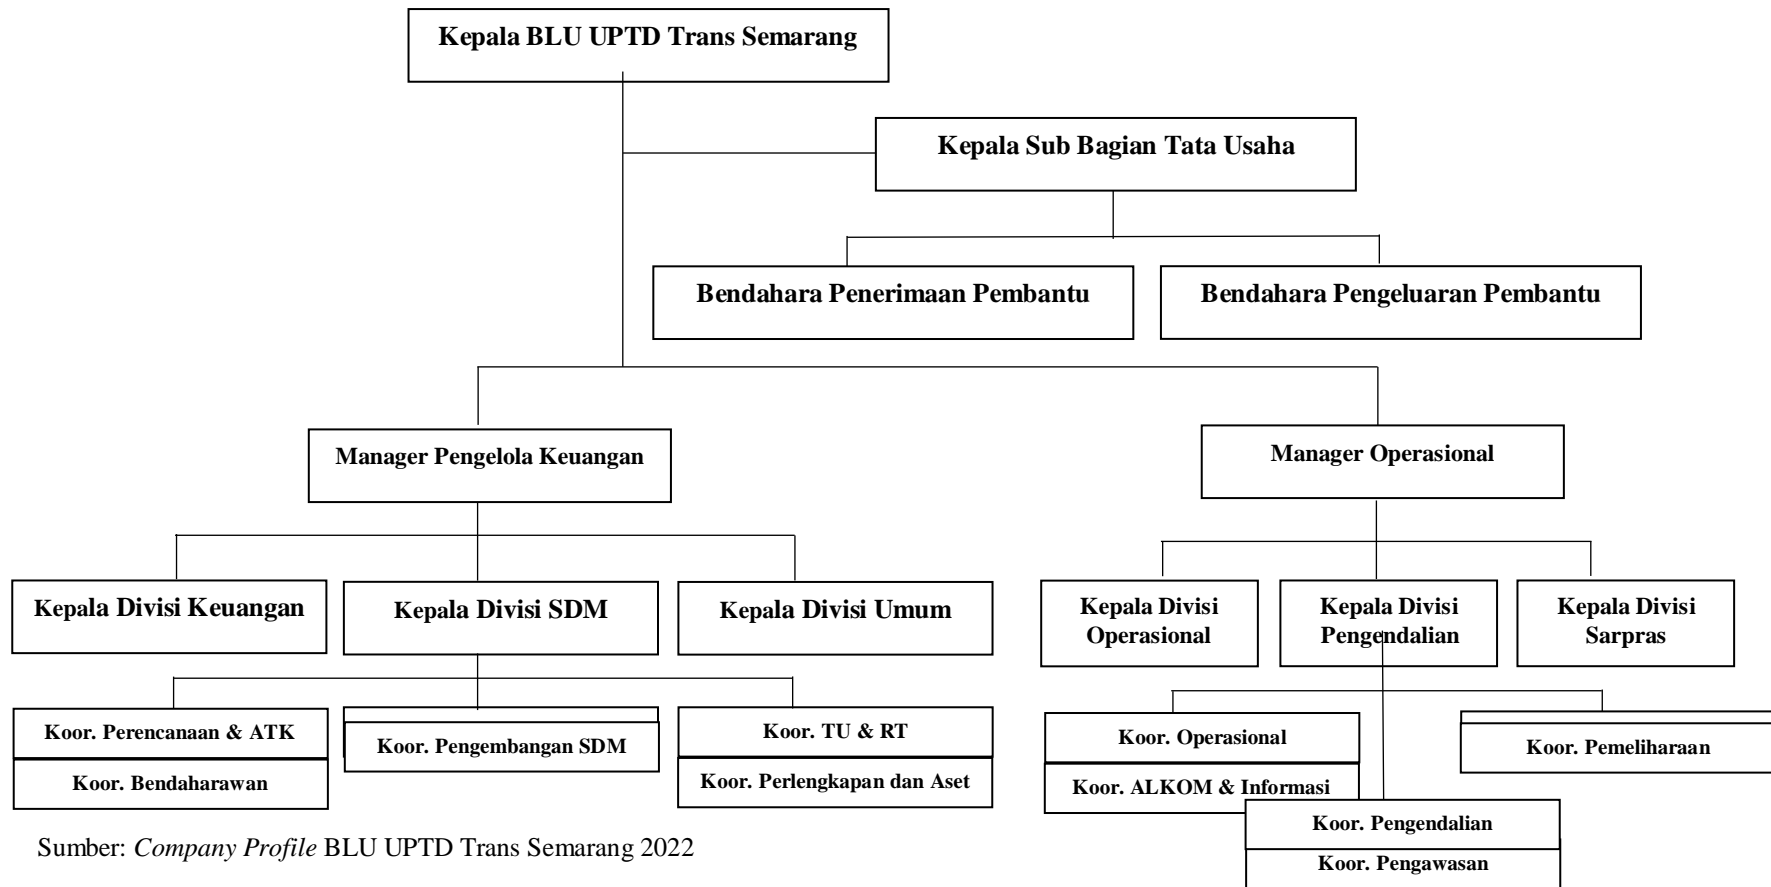 Kepala BLU UPTD Trans Semarang
Kepala Sub Bagian Tata Usaha
Bendahara Penerimaan Pembantu
Bendahara Pengeluaran Pembantu
Manager Pengelola Keuangan
Manager Operasional
Kepala Divisi Keuangan
Kepala Divisi SDM
Kepala Divisi Umum
Kepala Divisi
Operasional
Kepala Divisi
Pengendalian
Kepala Divisi
Sarpras
Koor. Perencanaan & ATK
Koor. Bendaharawan
Koor. Pengembangan SDM
Koor. TU & RT
Koor. Perlengkapan dan Aset
Koor. Operasional
Koor. ALKOM & Informasi
Koor. Pengendalian
Koor. Pengawasan
Koor. Pemeliharaan
Sumber: Company Profile BLU UPTD Trans Semarang 2022